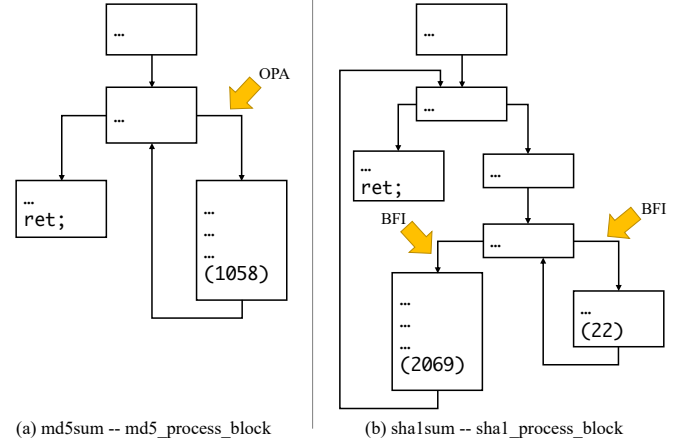 …
OPA
…
…
ret;
…
…
…
(1058)
(a) md5sum -- md5_process_block
…
…
…
ret;
…
BFI
BFI
…
…
…
…
(2069)
…
(22)
(b) sha1sum -- sha1_process_block